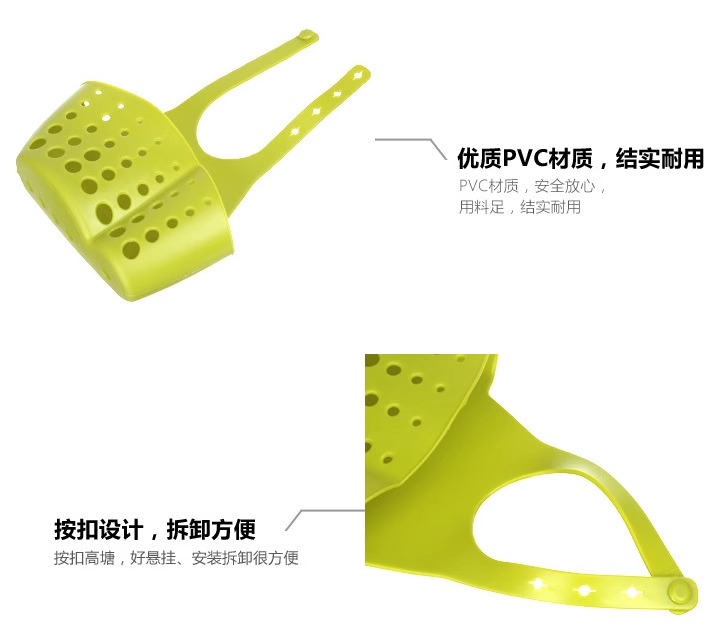 优质PVC材质，结实耐用
PVC材质，安全放心，
用料足，结实耐用
按扣设计，拆卸方便
按扣高塘，好悬挂、安装拆卸很方便